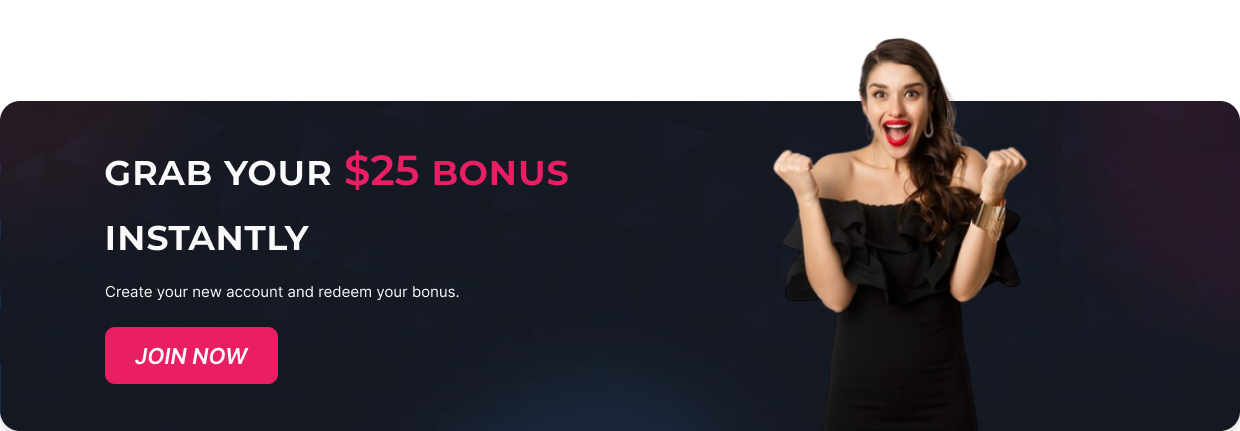 GRAB YOUR $25 BONUS
INSTANTLY
Create your new account and redeem your bonus.
JOIN NOW